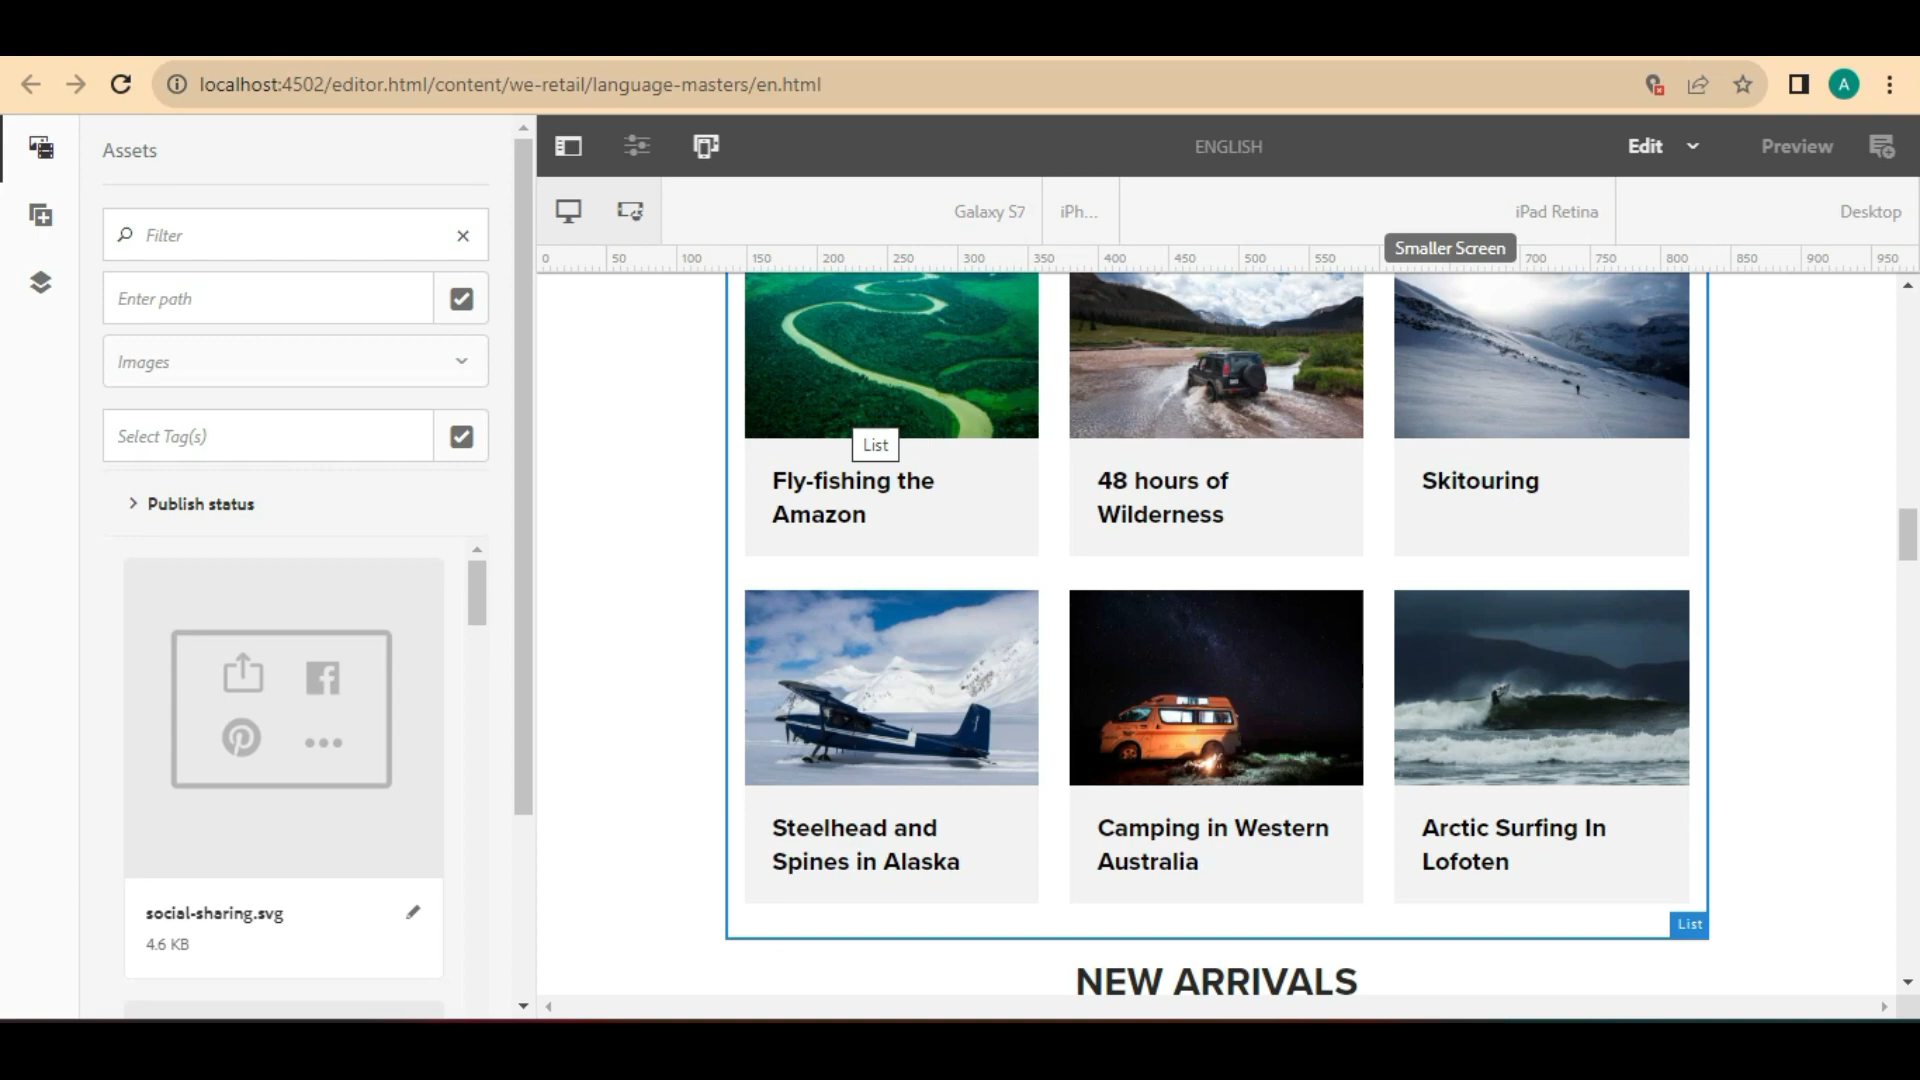 localhost:4502/editor.html/content/we-retail/language-masters/en.html
A
Assets
ENGLISH
Edit
Preview
Filter
Galaxy S7
iPh...
iPad Retina
Desktop
Smaller Screen
0 50 100 150 200 250 300 350 400 450 500 550 700 750 800 850 900 950
Enter path
Images
Select Tag(s)
Publish status
List
Fly-fishing the
Amazon
48 hours of
Wilderness
Skitouring
Steelhead and
Spines in Alaska
Camping in Western
Australia
Arctic Surfing In
Lofoten
social-sharing.svg
4.6 KB
List
NEW ARRIVALS